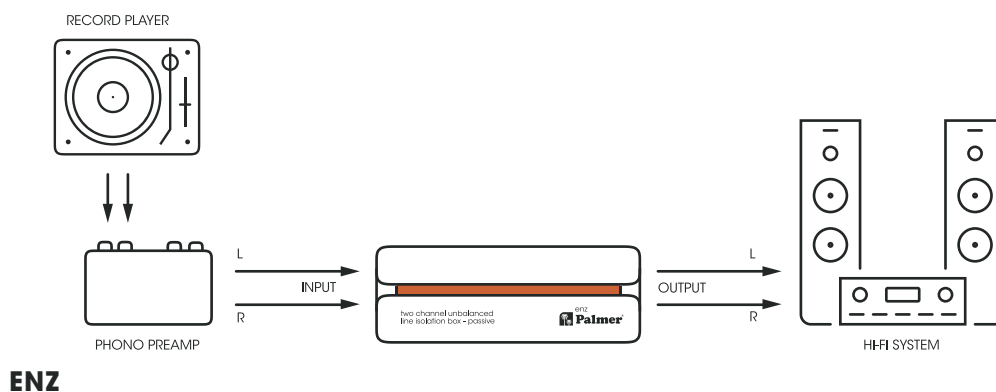 RECORD PLAYER
L
INPUT
R
PHONO PREAMP
two channel unbalanced
line isolation box - passive
enz
Palmer
L
OUTPUT
R
HI-FI SYSTEM
ENZ